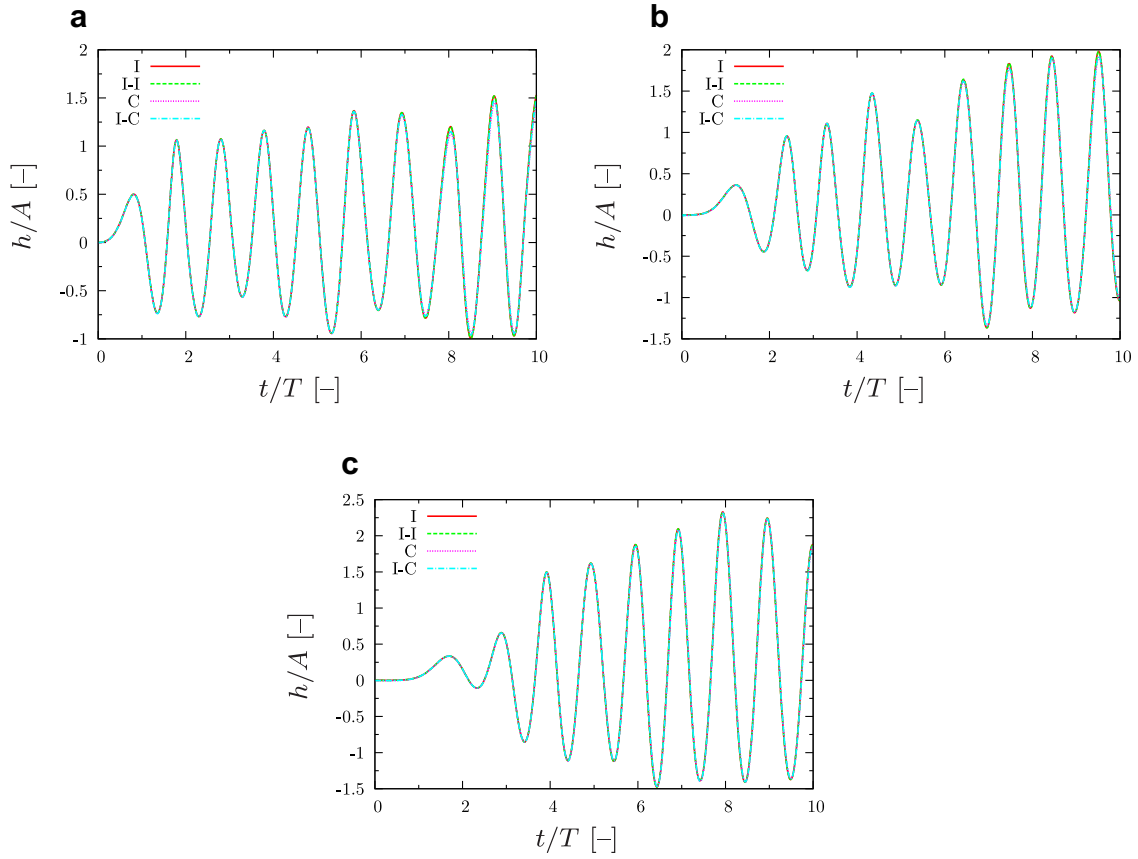 a
2
1.5
1
0.5
0
-0.5
-1
h/A [–]
I
I-I
C
I-C
0 2 4 6 8 10
t/T [–]
b
2
1.5
1
0.5
0
-0.5
-1
-1.5
h/A [–]
I
I-I
C
I-C
0 2 4 6 8 10
t/T [–]
c
2.5
2
1.5
1
0.5
0
-0.5
-1
-1.5
h/A [–]
I
I-I
C
I-C
0 2 4 6 8 10
t/T [–]